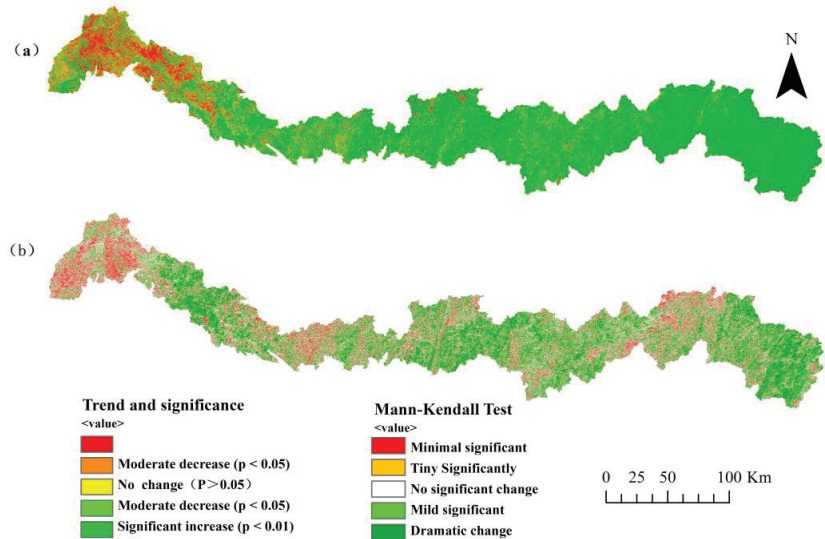 (a)
N
(b)
Trend and significance
<value>
Moderate decrease (p < 0.05)
No change (P＞0.05)
Moderate decrease (p < 0.05)
Significant increase (p < 0.01)
Mann-Kendall Test
<value>
Minimal significant
Tiny Significantly
No significant change
Mild significant
Dramatic change
0 25 50 100 Km